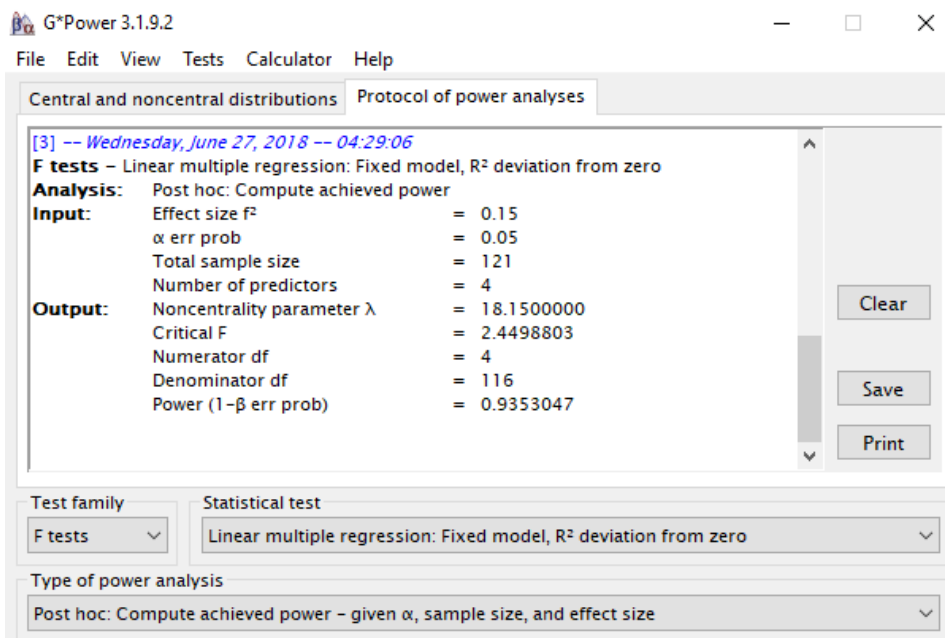 G*Power 3.1.9.2
File Edit View Tests Calculator Help
Central and noncentral distributions Protocol of power analyses
[3] -- Wednesday, June 27, 2018 -- 04:29:06
F tests – Linear multiple regression: Fixed model, R² deviation from zero
Analysis: Post hoc: Compute achieved power
Input: Effect size f² = 0.15
α err prob = 0.05
Total sample size = 121
Number of predictors = 4
Output: Noncentrality parameter λ = 18.1500000
Critical F = 2.4498803
Numerator df = 4
Denominator df = 116
Power (1-β err prob) = 0.9353047
Clear
Save
Print
Test family Statistical test
F tests Linear multiple regression: Fixed model, R² deviation from zero
Type of power analysis
Post hoc: Compute achieved power – given α, sample size, and effect size